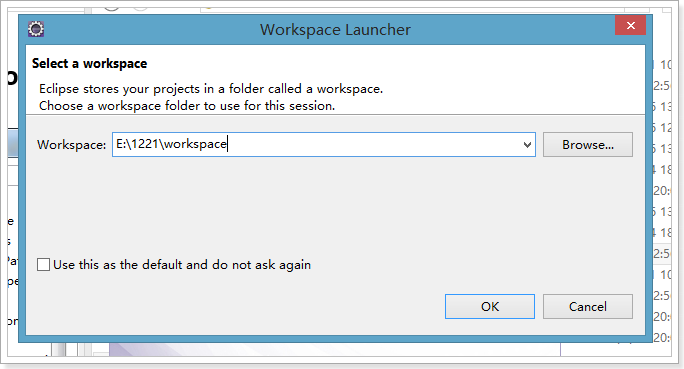 Workspace Launcher
Select a workspace
Eclipse stores your projects in a folder called a workspace.
Choose a workspace folder to use for this session.
Workspace: E:\1221\workspace Browse...
Use this as the default and do not ask again
OK Cancel